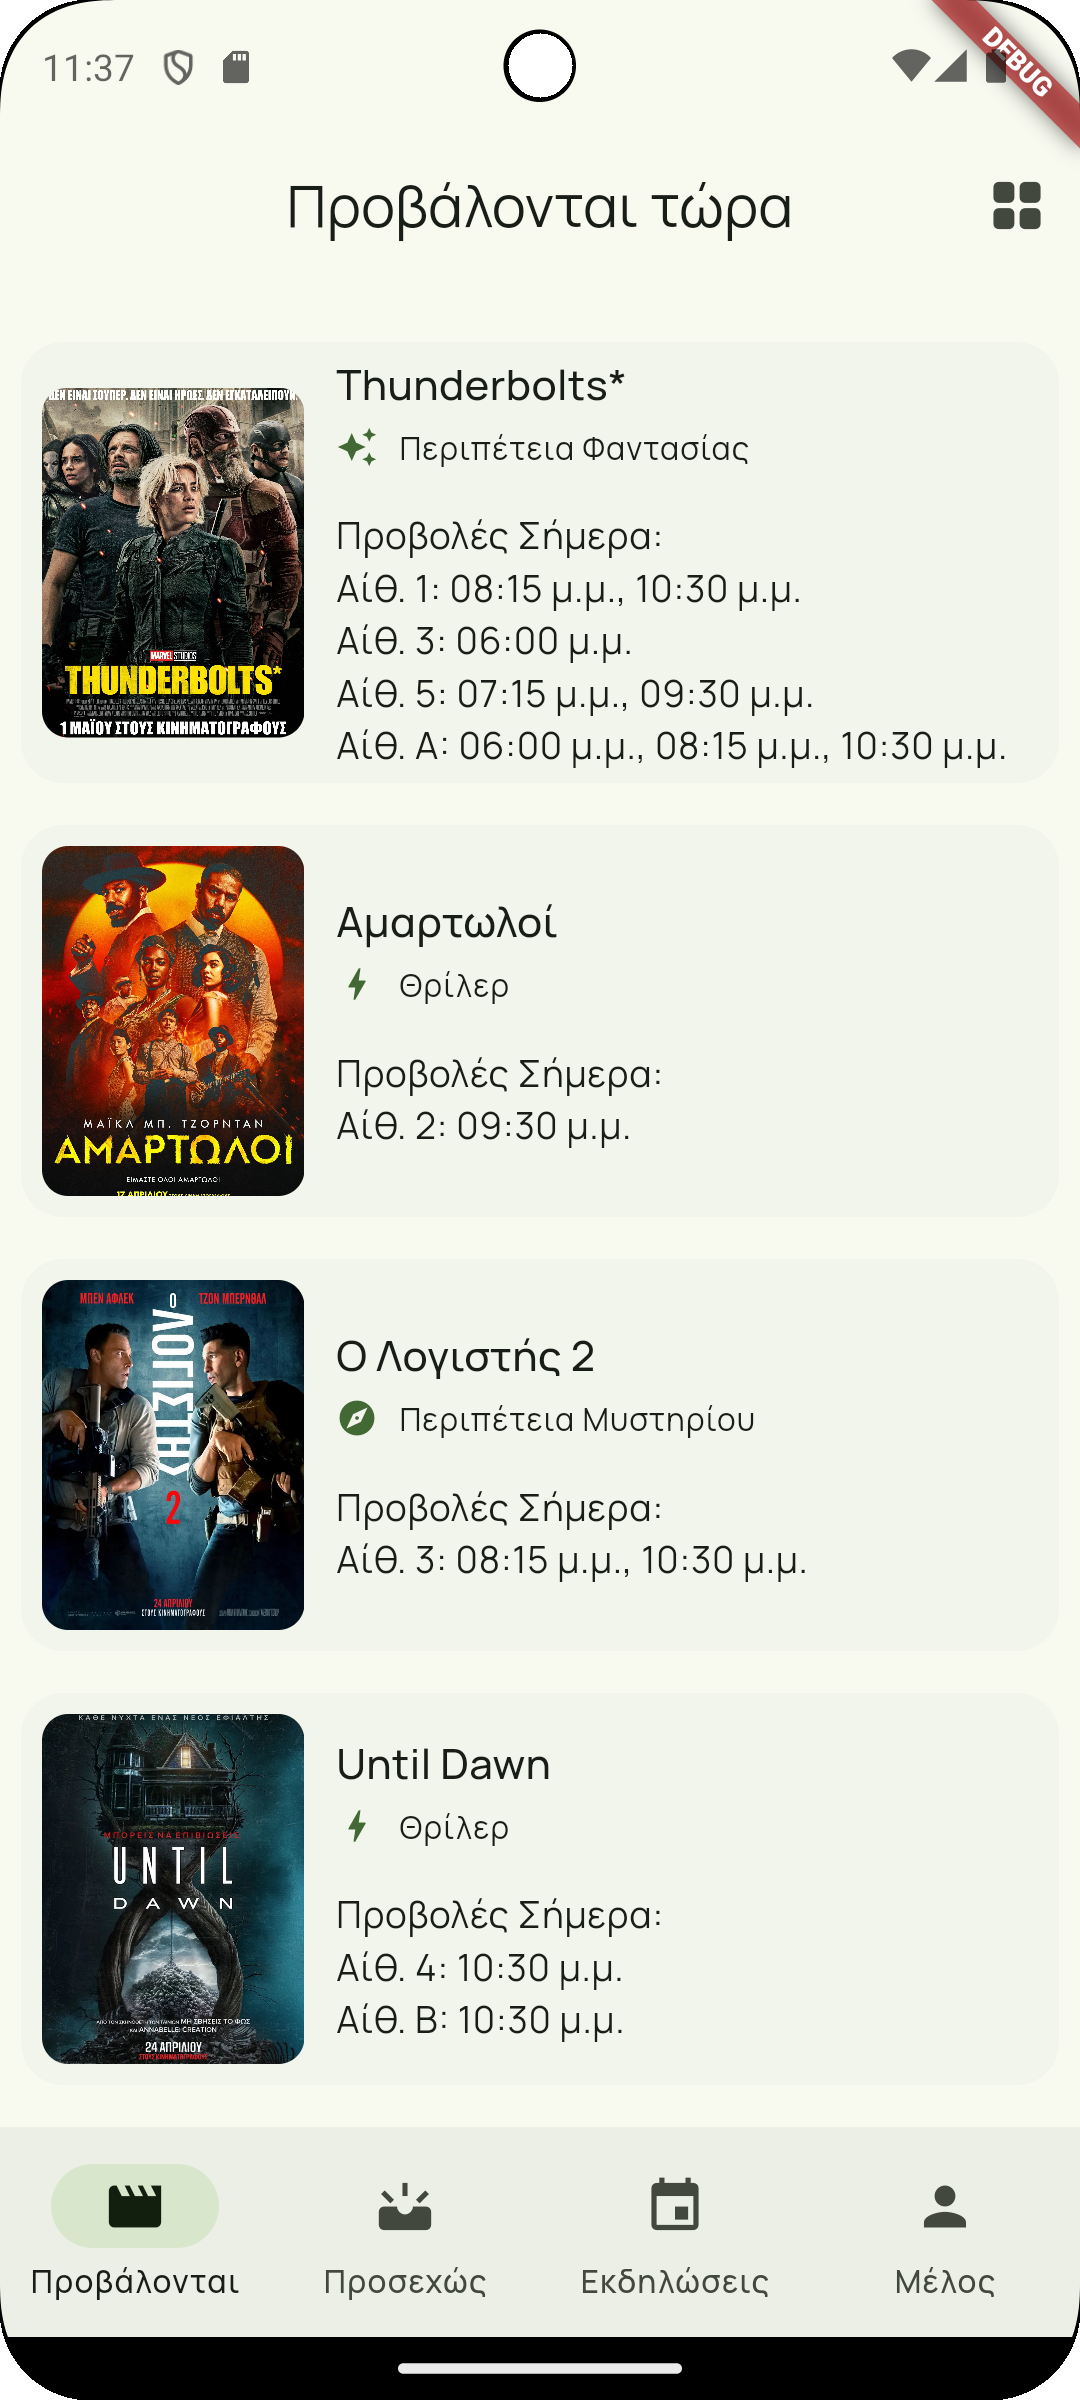 11:37
DEBUG
Προβάλονται τώρα
ΔΕΝ ΕΙΝΑΙ ΣΟΥΠΕΡ. ΔΕΝ ΕΙΝΑΙ ΗΡΩΕΣ. ΔΕΝ ΕΓΚΑΤΑΛΕΙΠΟΥΝ.
MARVEL STUDIOS
THUNDERBOLTS*
1 ΜΑΪΟΥ ΣΤΟΥΣ ΚΙΝΗΜΑΤΟΓΡΑΦΟΥΣ
Thunderbolts*
Περιπέτεια Φαντασίας
Προβολές Σήμερα:
Αίθ. 1: 08:15 μ.μ., 10:30 μ.μ.
Αίθ. 3: 06:00 μ.μ.
Αίθ. 5: 07:15 μ.μ., 09:30 μ.μ.
Αίθ. Α: 06:00 μ.μ., 08:15 μ.μ., 10:30 μ.μ.
ΜΑΪΚΛ ΜΠ. ΤΖΟΡΝΤΑΝ
ΑΜΑΡΤΩΛΟΙ
ΕΙΜΑΣΤΕ ΟΛΟΙ ΑΜΑΡΤΩΛΟΙ
17 ΑΠΡΙΛΙΟΥ
Αμαρτωλοί
Θρίλερ
Προβολές Σήμερα:
Αίθ. 2: 09:30 μ.μ.
ΜΠΕΝ ΑΦΛΕΚ
ΤΖΟΝ ΜΠΕΡΝΘΑΛ
Ο
ΛΟΓΙΣΤΗΣ
2
24 ΑΠΡΙΛΙΟΥ
ΣΤΟΥΣ ΚΙΝΗΜΑΤΟΓΡΑΦΟΥΣ
Ο Λογιστής 2
Περιπέτεια Μυστηρίου
Προβολές Σήμερα:
Αίθ. 3: 08:15 μ.μ., 10:30 μ.μ.
ΚΑΘΕ ΝΥΧΤΑ ΕΝΑΣ ΝΕΟΣ ΕΦΙΑΛΤΗΣ
ΜΠΟΡΕΙΣ ΝΑ ΕΠΙΒΙΩΣΕΙΣ
UNTIL
DAWN
ΑΠΟ ΤΟΝ ΣΚΗΝΟΘΕΤΗ ΤΩΝ ΤΑΙΝΙΩΝ ΜΗ ΣΒΗΣΕΙΣ ΤΟ ΦΩΣ
ΚΑΙ ANNABELLE: CREATION
24 ΑΠΡΙΛΙΟΥ
ΣΤΟΥΣ ΚΙΝΗΜΑΤΟΓΡΑΦΟΥΣ
Until Dawn
Θρίλερ
Προβολές Σήμερα:
Αίθ. 4: 10:30 μ.μ.
Αίθ. Β: 10:30 μ.μ.
Προβάλονται
Προσεχώς
Εκδηλώσεις
Μέλος